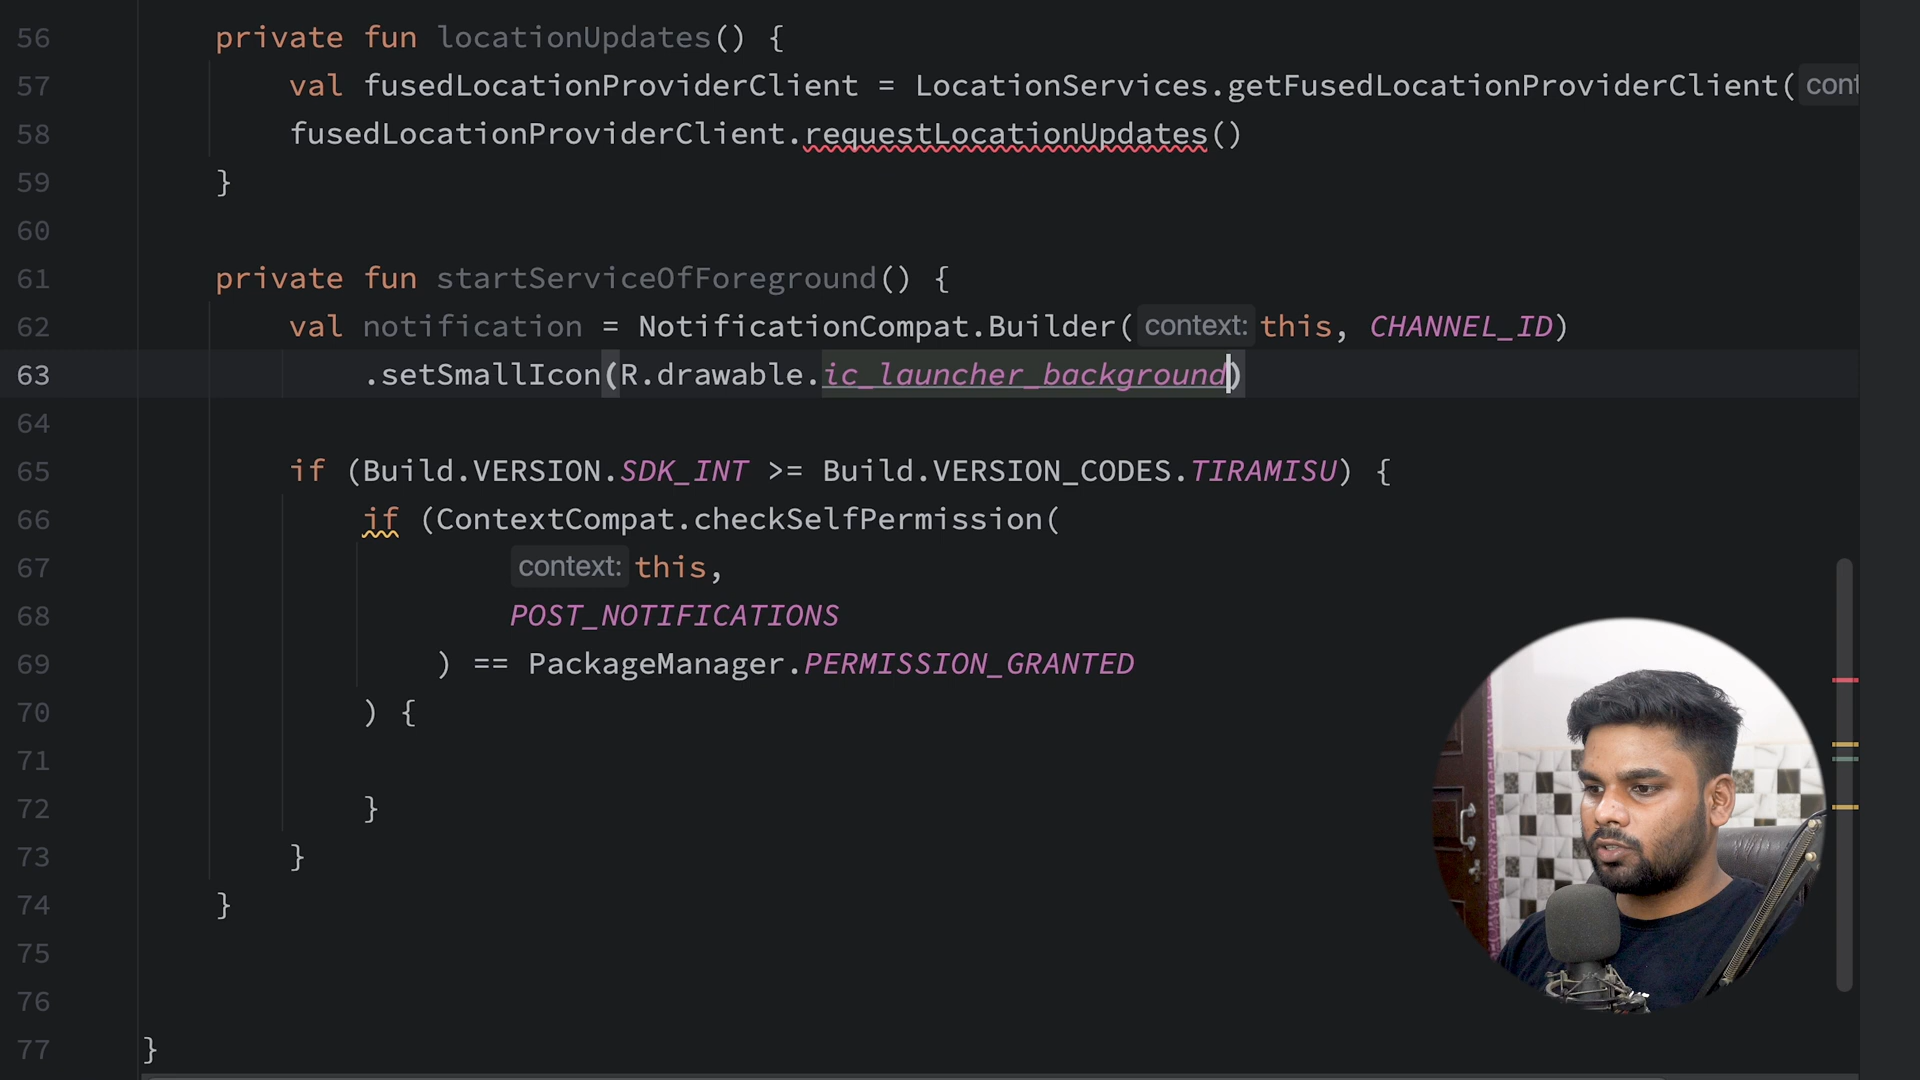 56 private fun locationUpdates() {
57 val fusedLocationProviderClient = LocationServices.getFusedLocationProviderClient( cont
58 fusedLocationProviderClient.requestLocationUpdates()
59 }
60
61 private fun startServiceOfForeground() {
62 val notification = NotificationCompat.Builder( context: this, CHANNEL_ID)
63 .setSmallIcon(R.drawable.ic_launcher_background)
64
65 if (Build.VERSION.SDK_INT >= Build.VERSION_CODES.TIRAMISU) {
66 if (ContextCompat.checkSelfPermission(
67 context: this,
68 POST_NOTIFICATIONS
69 ) == PackageManager.PERMISSION_GRANTED
70 ) {
71
72 }
73 }
74 }
75
76
77 }